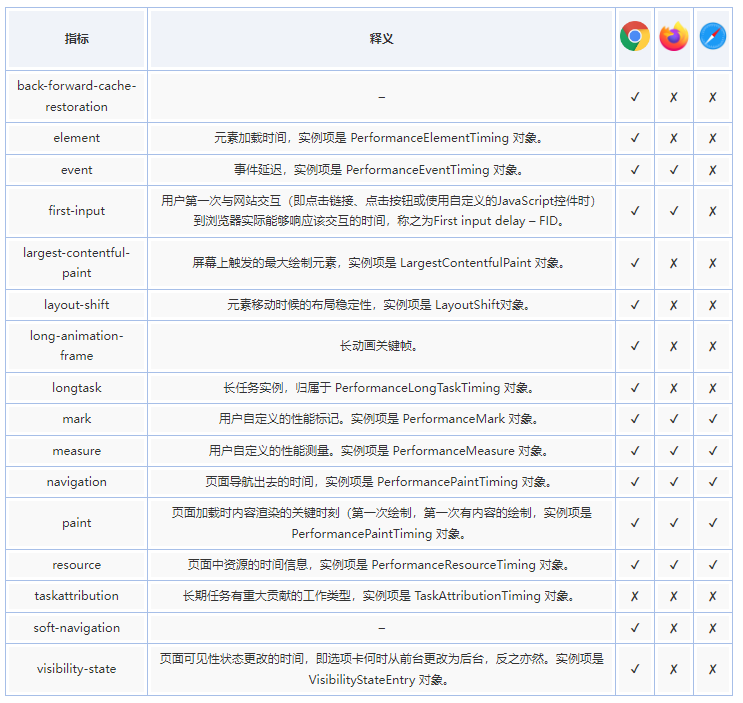 指标 释义
back-forward-cache-
restoration
– ✓ ✗ ✗
element 元素加载时间，实例项是 PerformanceElementTiming 对象。 ✓ ✗ ✗
event 事件延迟，实例项是 PerformanceEventTiming 对象。 ✓ ✓ ✗
first-input
用户第一次与网站交互（即点击链接、点击按钮或使用自定义的JavaScript控件时）
到浏览器实际能够响应该交互的时间，称之为First input delay – FID。
✓ ✓ ✗
largest-contentful-
paint
屏幕上触发的最大绘制元素，实例项是 LargestContentfulPaint 对象。 ✓ ✗ ✗
layout-shift 元素移动时候的布局稳定性，实例项是 LayoutShift对象。 ✓ ✗ ✗
long-animation-
frame
长动画关键帧。 ✓ ✗ ✗
longtask 长任务实例，归属于 PerformanceLongTaskTiming 对象。 ✓ ✗ ✗
mark 用户自定义的性能标记。实例项是 PerformanceMark 对象。 ✓ ✓ ✓
measure 用户自定义的性能测量。实例项是 PerformanceMeasure 对象。 ✓ ✓ ✓
navigation 页面导航出去的时间，实例项是 PerformancePaintTiming 对象。 ✓ ✓ ✓
paint
页面加载时内容渲染的关键时刻（第一次绘制，第一次有内容的绘制，实例项是
PerformancePaintTiming 对象。
✓ ✓ ✓
resource 页面中资源的时间信息，实例项是 PerformanceResourceTiming 对象。 ✓ ✓ ✓
taskattribution 长期任务有重大贡献的工作类型，实例项是 TaskAttributionTiming 对象。 ✗ ✗ ✗
soft-navigation – ✓ ✗ ✗
visibility-state
页面可见性状态更改的时间，即选项卡何时从前台更改为后台，反之亦然。实例项是
VisibilityStateEntry 对象。
✓ ✗ ✗